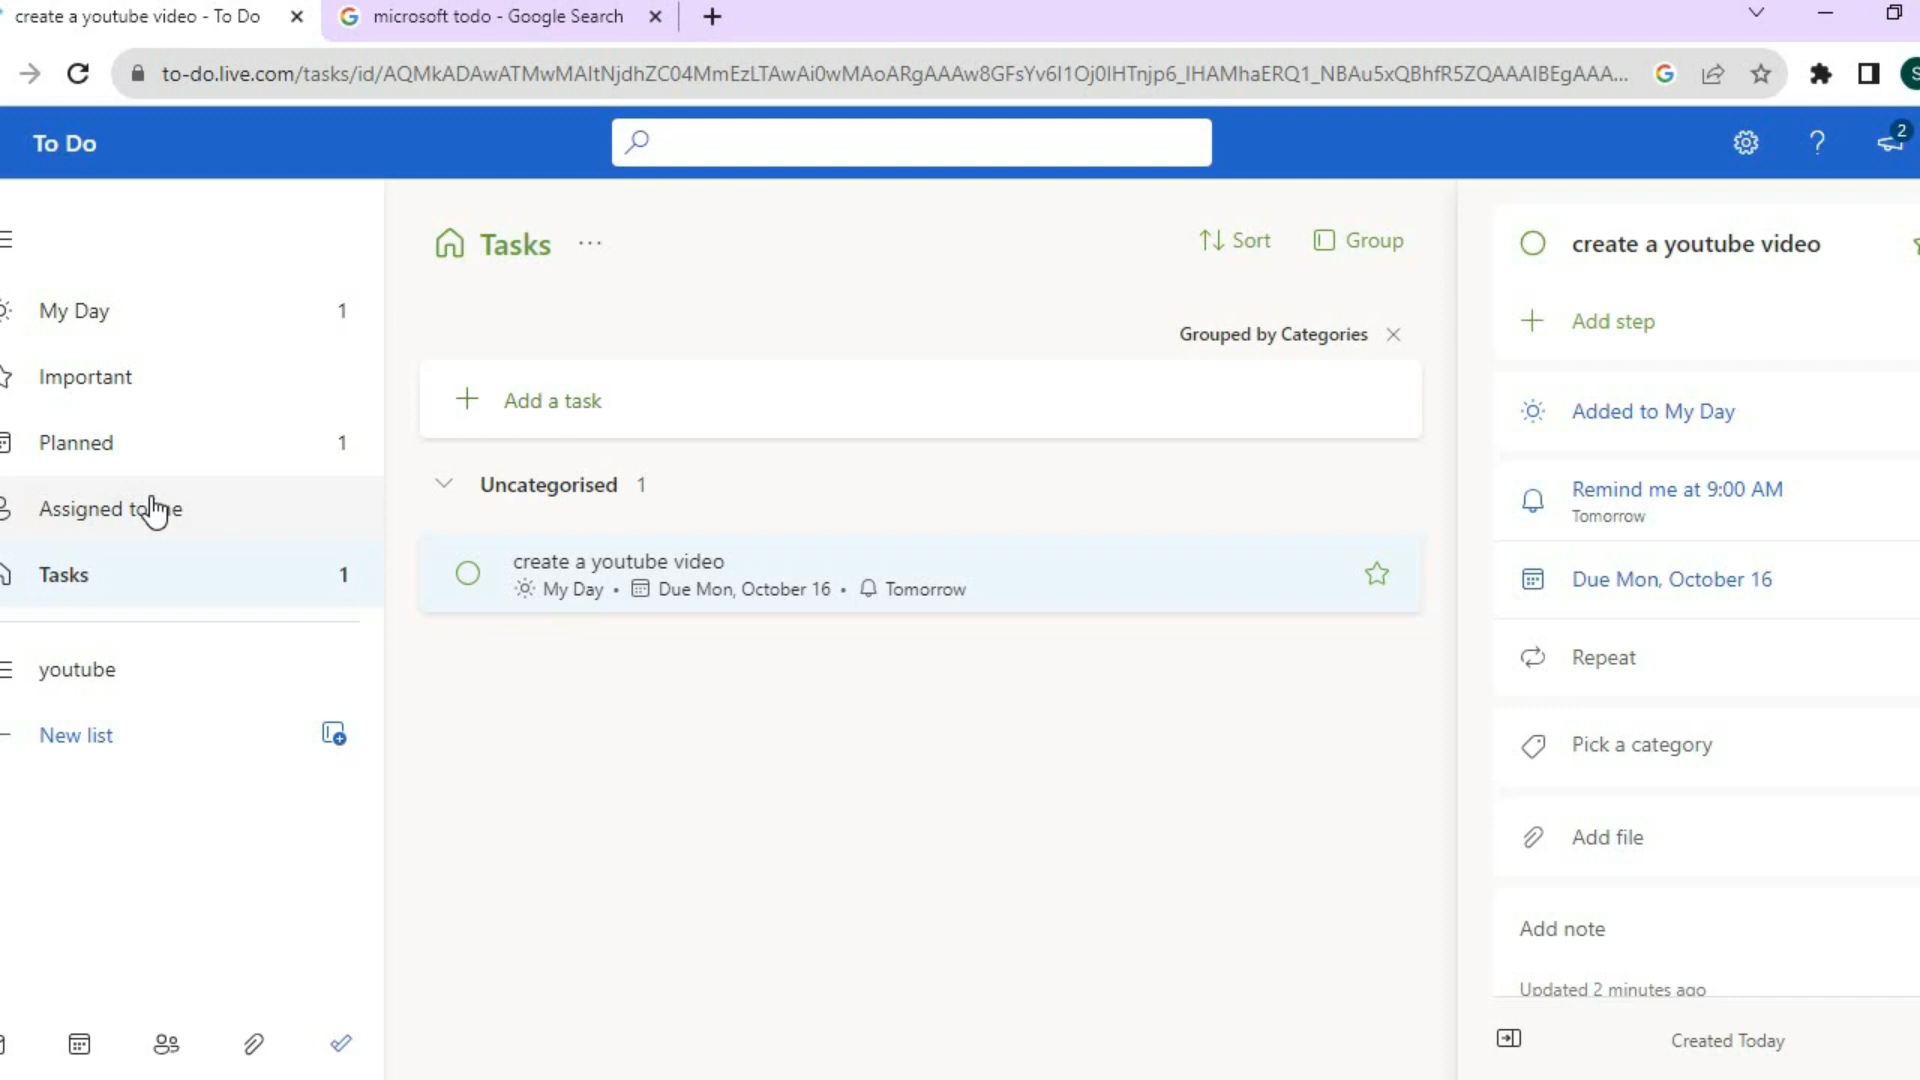 create a youtube video - To Do
microsoft todo - Google Search
to-do.live.com/tasks/id/AQMkADAwATMwMAItNjdhZC04MmEzLTAwAi0wMAoARgAAAw8GFsYv6I1Oj0IHTnjp6_IHAMhaERQ1_NBAu5xQBhfR5ZQAAAIBEgAAA...
To Do
2
Tasks
...
Sort
Group
create a youtube video
My Day 1
Add step
Grouped by Categories
Important
Add a task
Added to My Day
Planned 1
Uncategorised 1
Remind me at 9:00 AM
Tomorrow
Assigned to me
create a youtube video
My Day • Due Mon, October 16 • Tomorrow
Tasks 1
Due Mon, October 16
Repeat
youtube
New list
Pick a category
Add file
Add note
Updated 2 minutes ago
Created Today